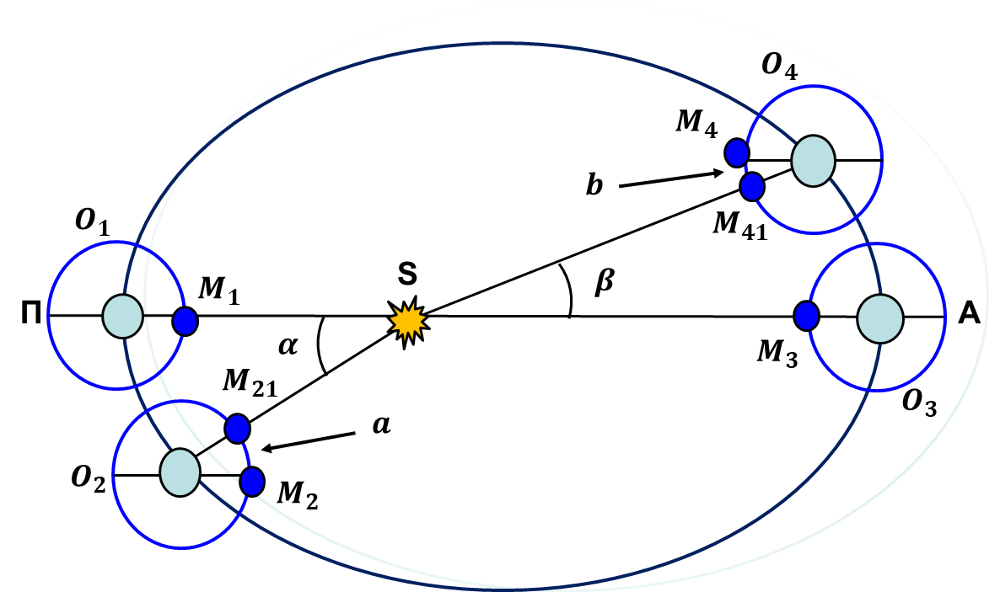 O₄
M₄
b
M₄₁
O₁
S
β
M₁
П
A
α
M₃
M₂₁
O₃
a
O₂
M₂